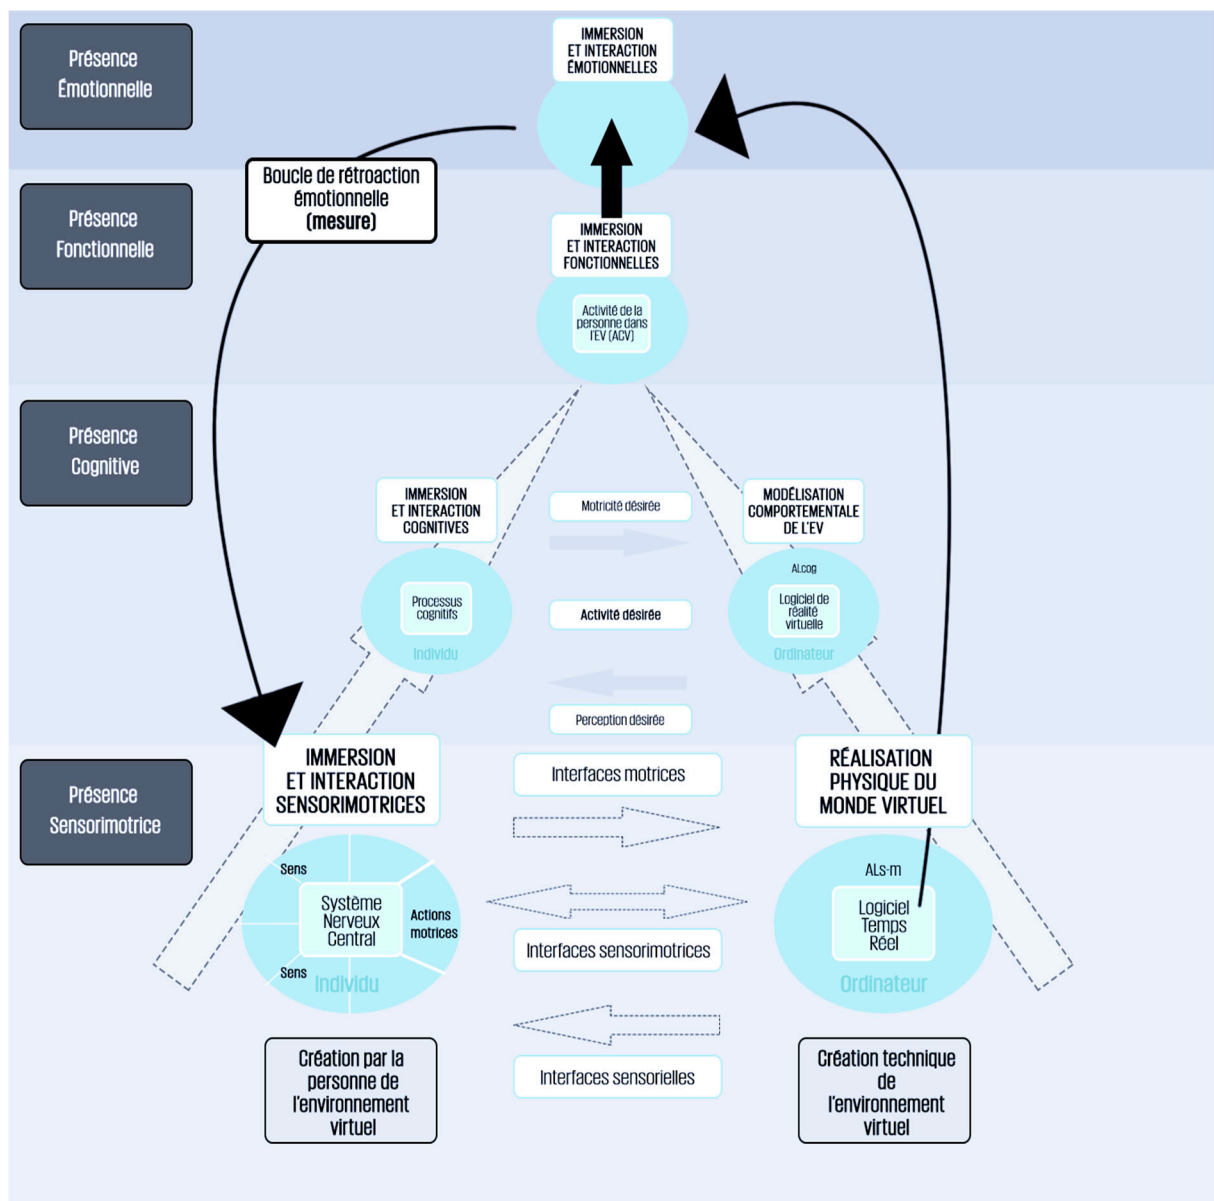 Présence
Émotionnelle
IMMERSION
ET INTERACTION
ÉMOTIONNELLES
Boucle de rétroaction
émotionnelle
(mesure)
Présence
Fonctionnelle
IMMERSION
ET INTERACTION
FONCTIONNELLES
Activité de la
personne dans
l'EV (ACV)
Présence
Cognitive
IMMERSION
ET INTERACTION
COGNITIVES
Processus
cognitifs
Individu
Motricité désirée
Activité désirée
Perception désirée
MODÉLISATION
COMPORTEMENTALE
DE L'EV
ALcog
Logiciel de
réalité
virtuelle
Ordinateur
Présence
Sensorimotrice
IMMERSION
ET INTERACTION
SENSORIMOTRICES
Sens
Système
Nerveux
Central
Actions
motrices
Sens
Individu
Interfaces motrices
Interfaces sensorimotrices
Interfaces sensorielles
RÉALISATION
PHYSIQUE DU
MONDE VIRTUEL
ALs-m
Logiciel
Temps
Réel
Ordinateur
Création par la
personne de
l'environnement
virtuel
Création technique
de
l'environnement
virtuel